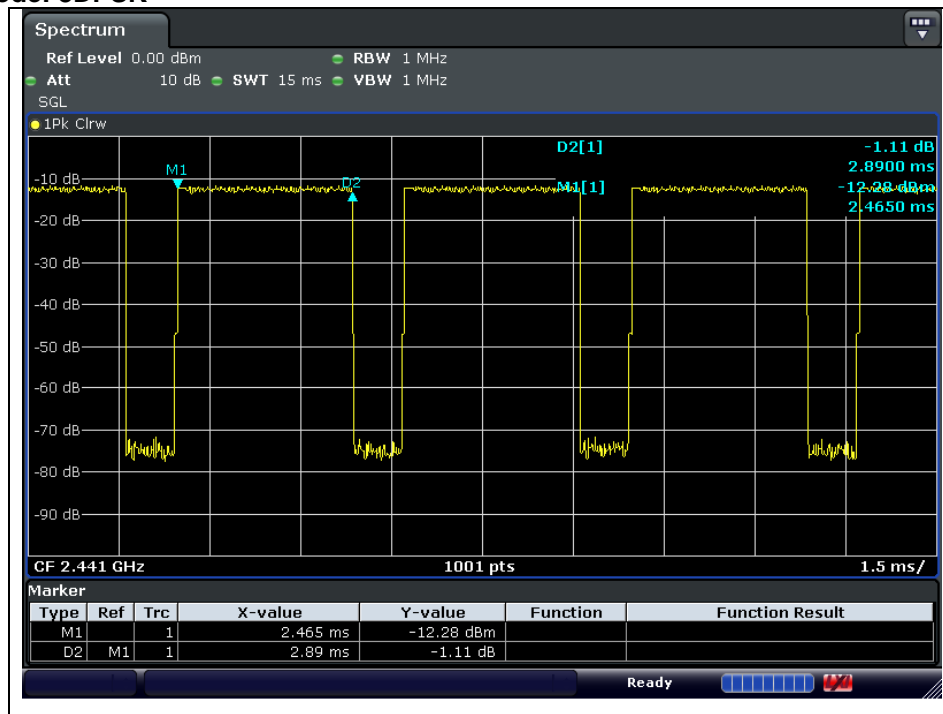 Spectrum
Ref Level 0.00 dBm RBW 1 MHz
Att 10 dB SWT 15 ms VBW 1 MHz
SGL
1Pk Clrw
D2[1] -1.11 dB
2.8900 ms
M1[1] -12.28 dBm
2.4650 ms
M1
D2
-10 dB
-20 dB
-30 dB
-40 dB
-50 dB
-60 dB
-70 dB
-80 dB
-90 dB
CF 2.441 GHz 1001 pts 1.5 ms/
Marker
Type Ref Trc X-value Y-value Function Function Result
M1 1 2.465 ms -12.28 dBm
D2 M1 1 2.89 ms -1.11 dB
Ready